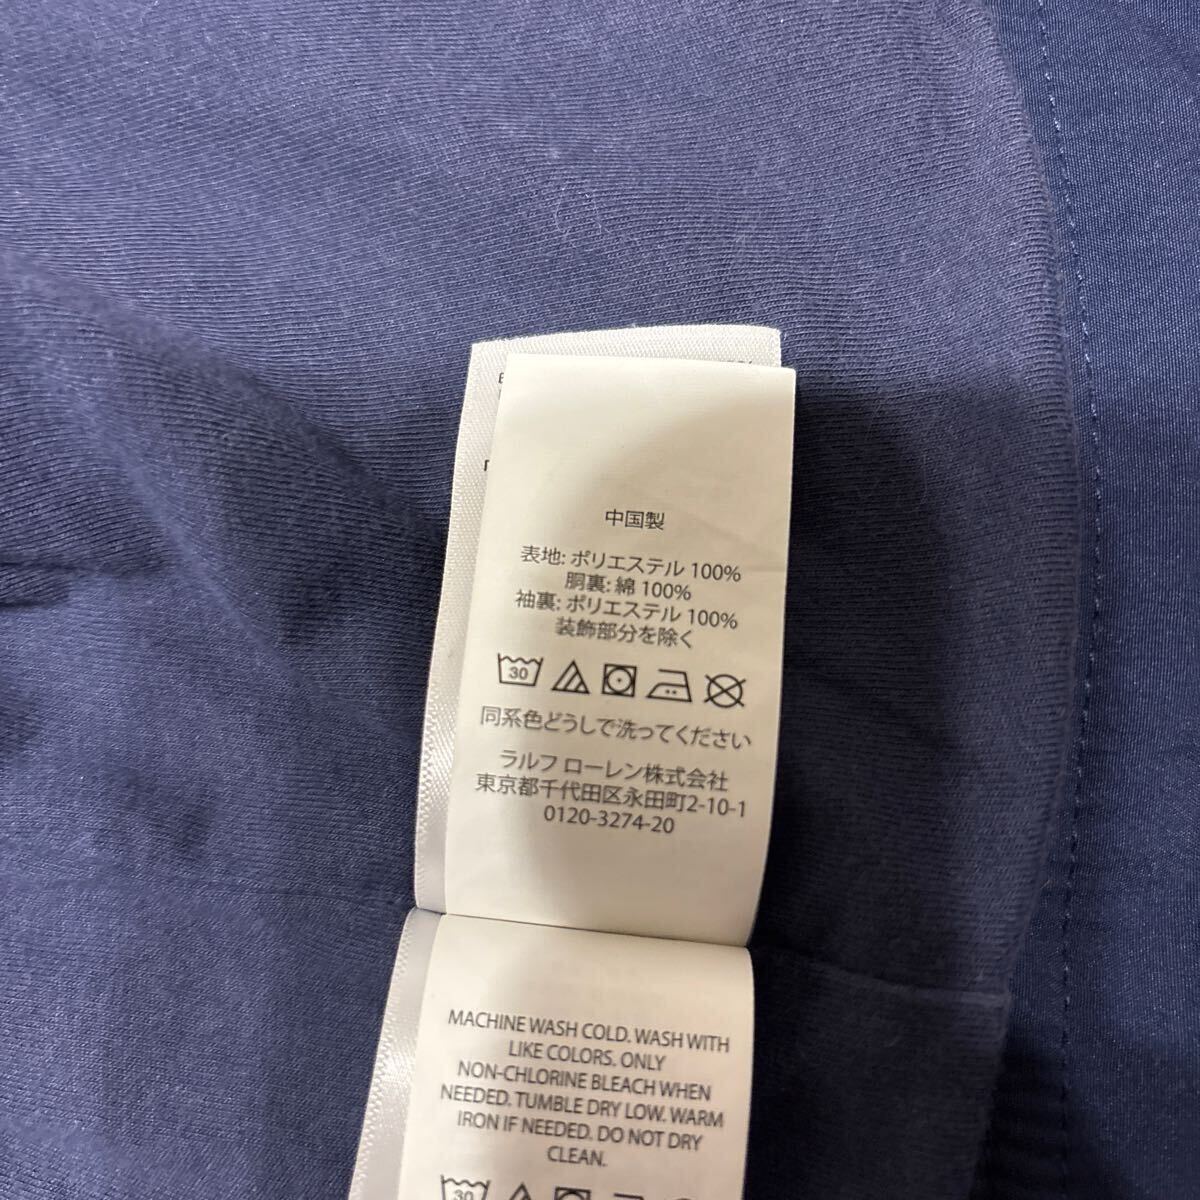 中国製
表地: ポリエステル 100%
胴裏: 綿 100%
袖裏: ポリエステル 100%
装飾部分を除く
30
同系色どうしで洗ってください
ラルフ ローレン株式会社
東京都千代田区永田町2-10-1
0120-3274-20
MACHINE WASH COLD. WASH WITH
LIKE COLORS. ONLY
NON-CHLORINE BLEACH WHEN
NEEDED. TUMBLE DRY LOW. WARM
IRON IF NEEDED. DO NOT DRY
CLEAN.
30